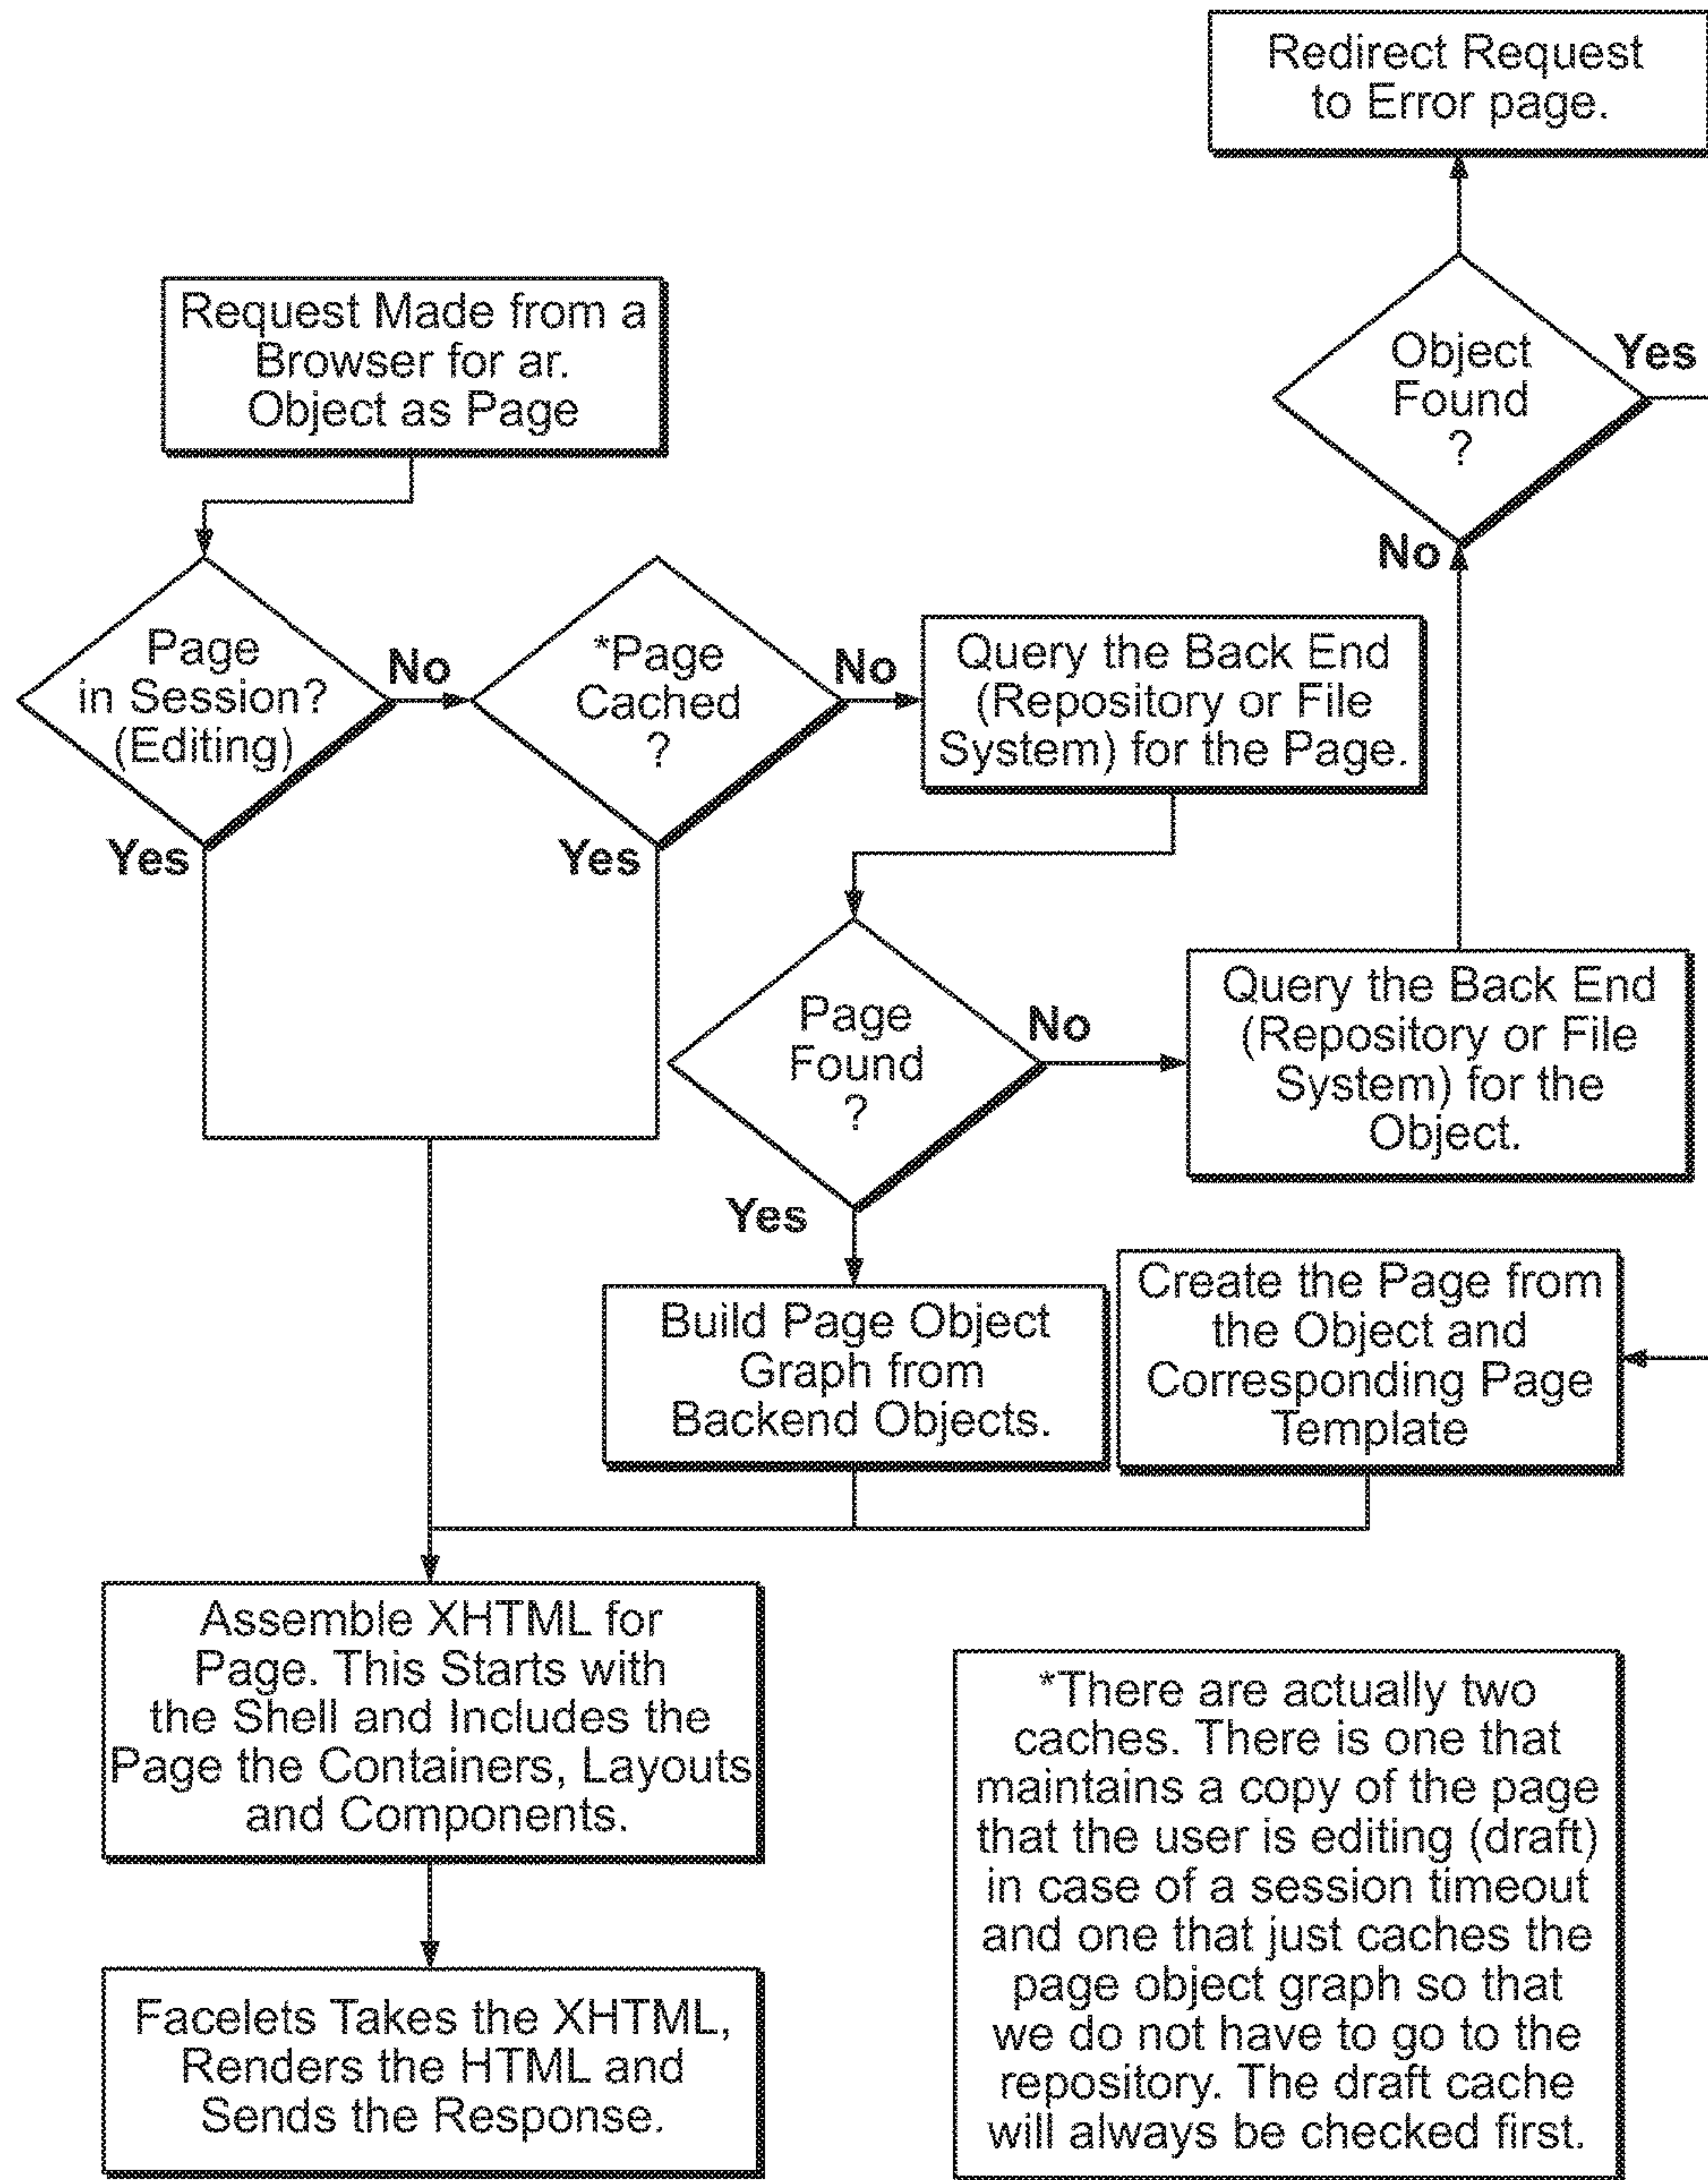 Redirect Request
to Error page.
Request Made from a
Browser for ar.
Object as Page
Object
Found
?
Yes
No
Page
in Session?
(Editing)
No
Yes
*Page
Cached
?
No
Yes
Query the Back End
(Repository or File
System) for the Page.
Page
Found
?
No
Yes
Query the Back End
(Repository or File
System) for the
Object.
Build Page Object
Graph from
Backend Objects.
Create the Page from
the Object and
Corresponding Page
Template
Assemble XHTML for
Page. This Starts with
the Shell and Includes the
Page the Containers, Layouts
and Components.
Facelets Takes the XHTML,
Renders the HTML and
Sends the Response.
*There are actually two
caches. There is one that
maintains a copy of the page
that the user is editing (draft)
in case of a session timeout
and one that just caches the
page object graph so that
we do not have to go to the
repository. The draft cache
will always be checked first.